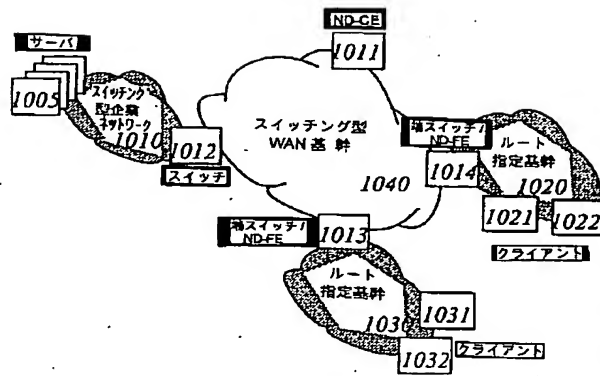 ND-CE
1011
サーバ
1005
スイッチング
型企業
ネットワーク
1010
1012
スイッチ
スイッチング型
WAN基幹
1040
端スイッチ/
ND-FE
1014
ルート
指定基幹
1020
1021
1022
クライアント
端スイッチ/
ND-FE
1013
ルート
指定基幹
1030
1031
1032
クライアント